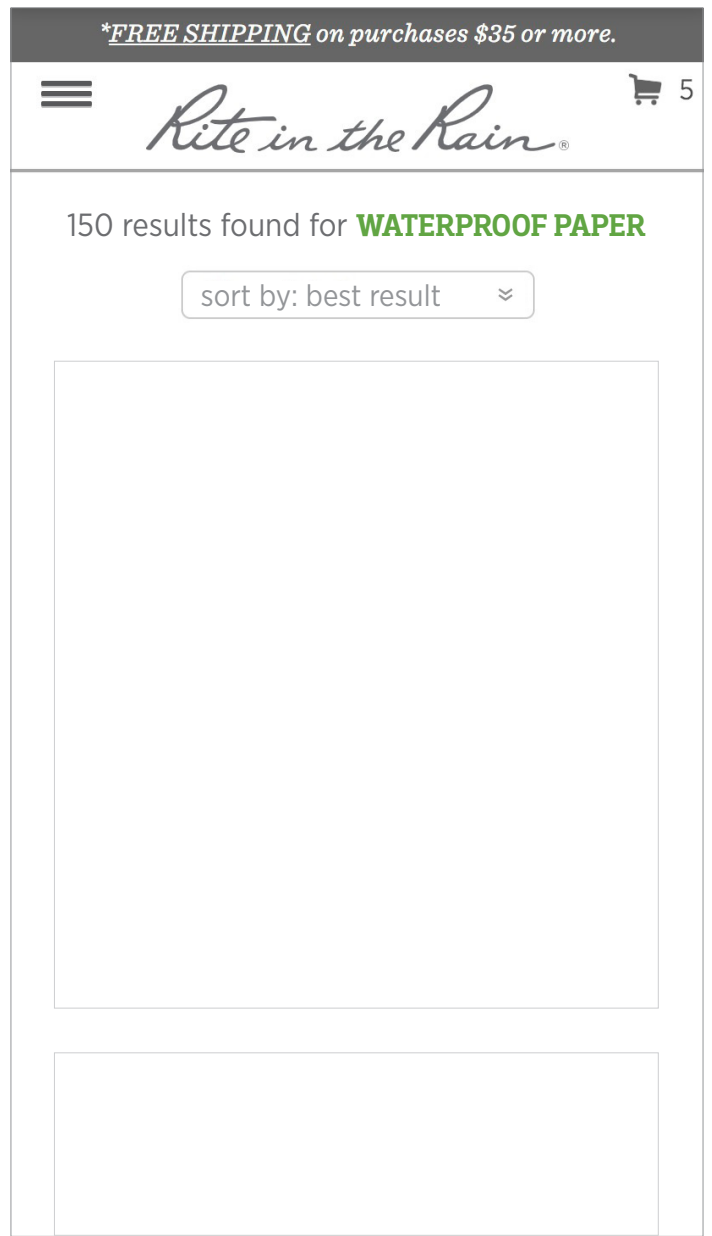 *FREE SHIPPING on purchases $35 or more.
Rite in the Rain ®
5
150 results found for WATERPROOF PAPER
sort by: best result